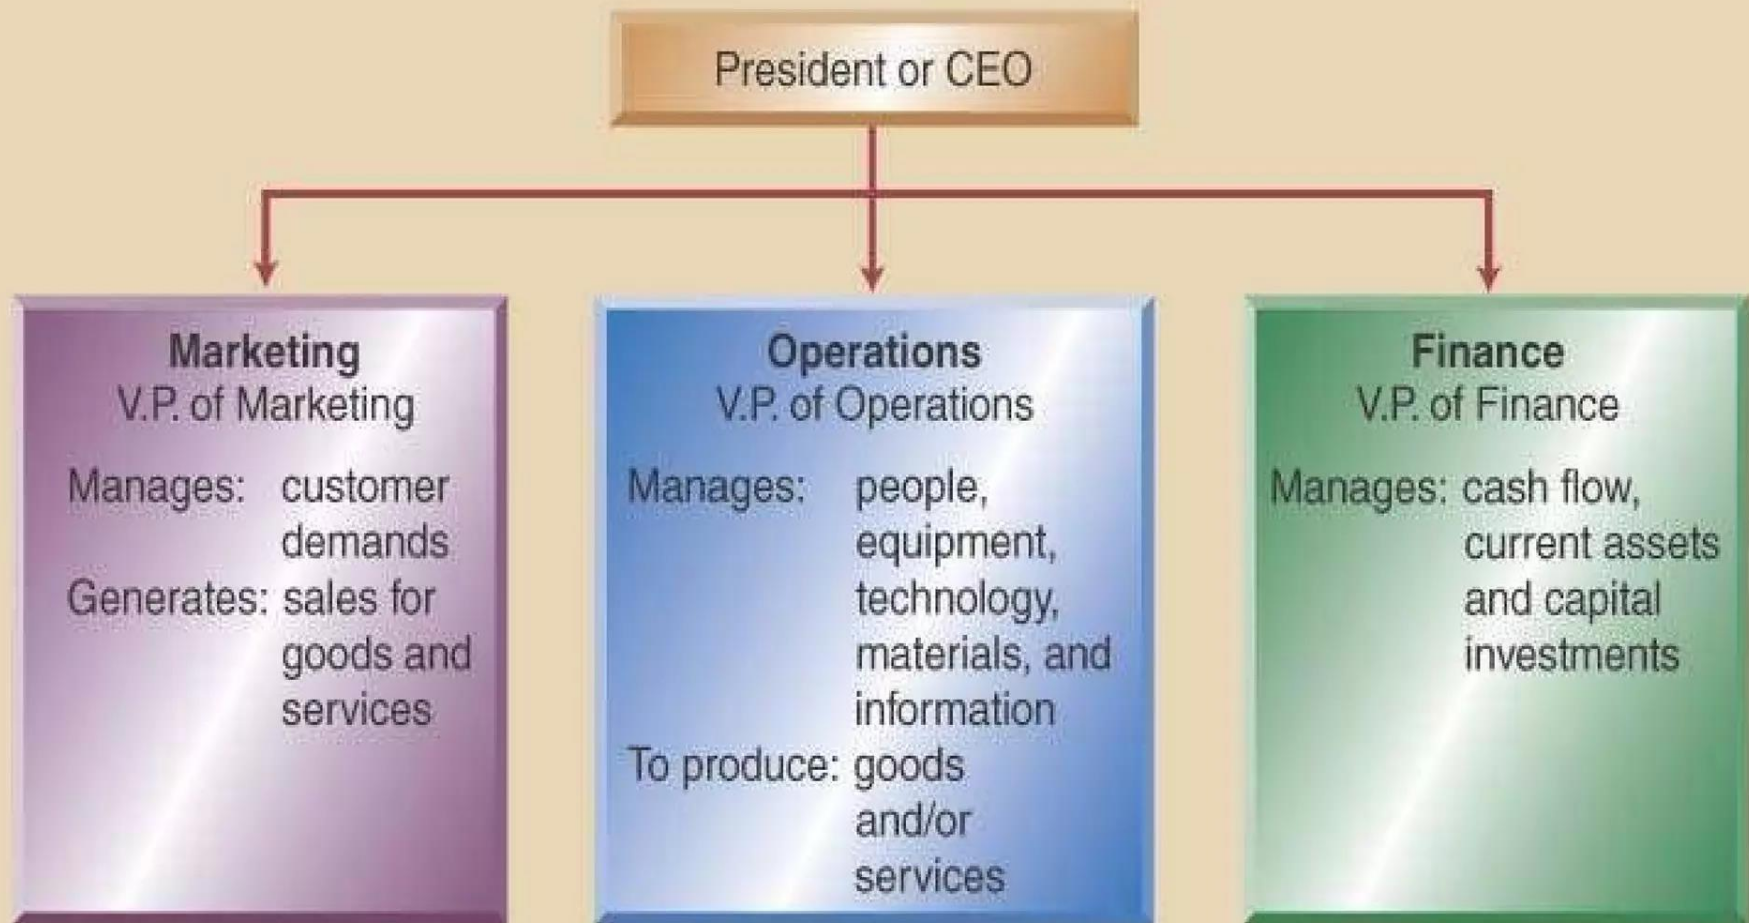 President or CEO
Marketing
V.P. of Marketing
Manages: customer
demands
Generates: sales for
goods and
services
Operations
V.P. of Operations
Manages: people,
equipment,
technology,
materials, and
information
To produce: goods
and/or
services
Finance
V.P. of Finance
Manages: cash flow,
current assets
and capital
investments